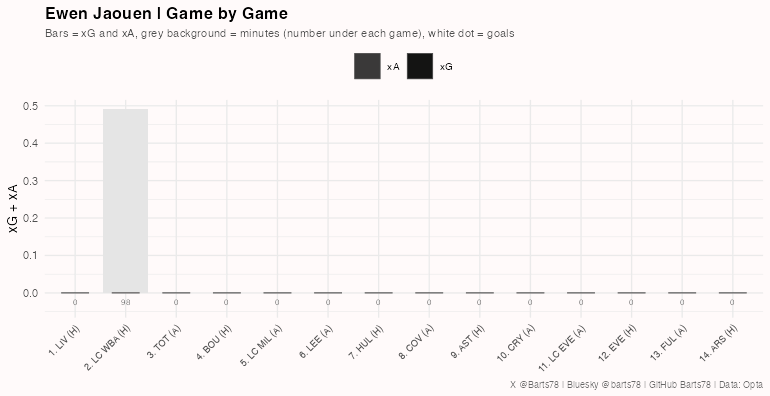 Ewen Jaouen | Game by Game
Bars = xG and xA, grey background = minutes (number under each game), white dot = goals
xA xG
xG + xA
0.5
0.4
0.3
0.2
0.1
0.0
0 98 0 0 0 0 0 0 0 0 0 0 0 0
1. LIV (H)
2. LC WBA (H)
3. TOT (A)
4. BOU (H)
5. LC MIL (A)
6. LEE (A)
7. HUL (H)
8. COV (A)
9. AST (H)
10. CRY (A)
11. LC EVE (A)
12. EVE (H)
13. FUL (A)
14. ARS (H)
X @Barts78 | Bluesky @barts78 | GitHub Barts78 | Data: Opta